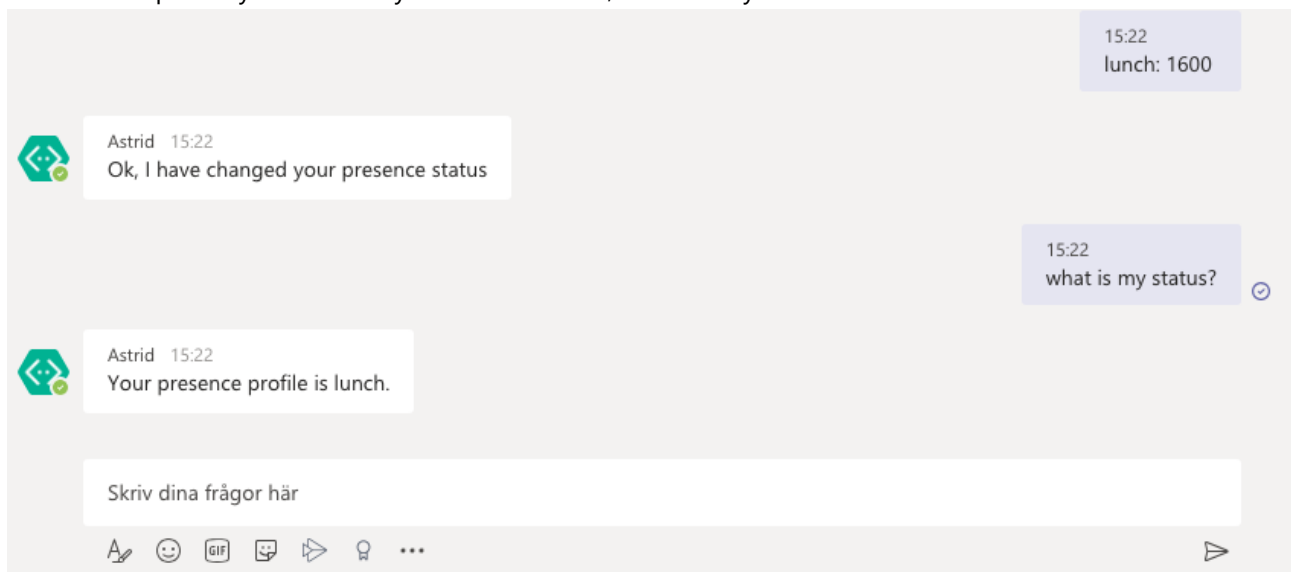 15:22
lunch: 1600
Astrid 15:22
Ok, I have changed your presence status
15:22
what is my status?
Astrid 15:22
Your presence profile is lunch.
Skriv dina frågor här
GIF